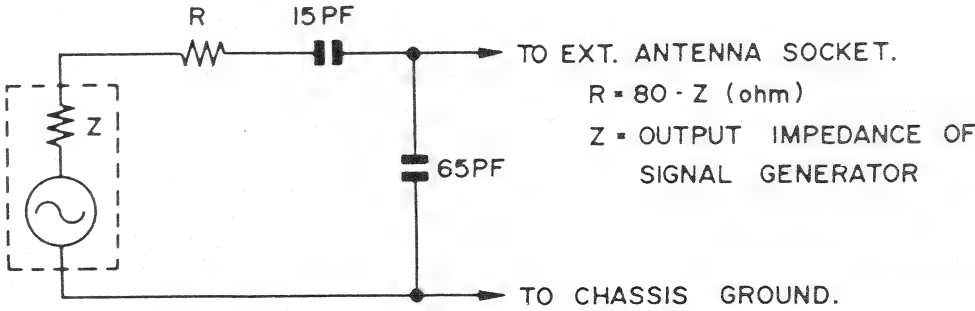 R
15PF
TO EXT. ANTENNA SOCKET.
R = 80 - Z (ohm)
Z
Z = OUTPUT IMPEDANCE OF
SIGNAL GENERATOR
65PF
TO CHASSIS GROUND.